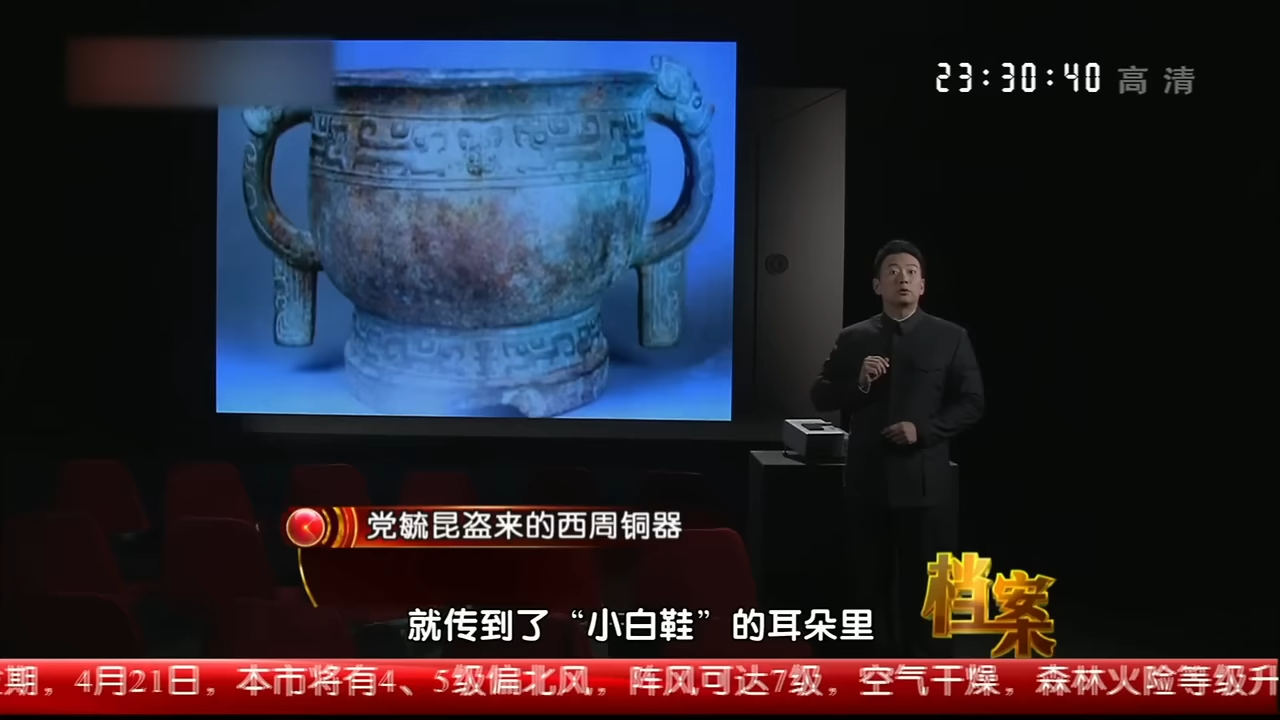 23:30:40 高清
党毓昆盗来的西周铜器
档案
就传到了“小白鞋”的耳朵里
期，4月21日，本市将有4、5级偏北风，阵风可达7级，空气干燥，森林火险等级升